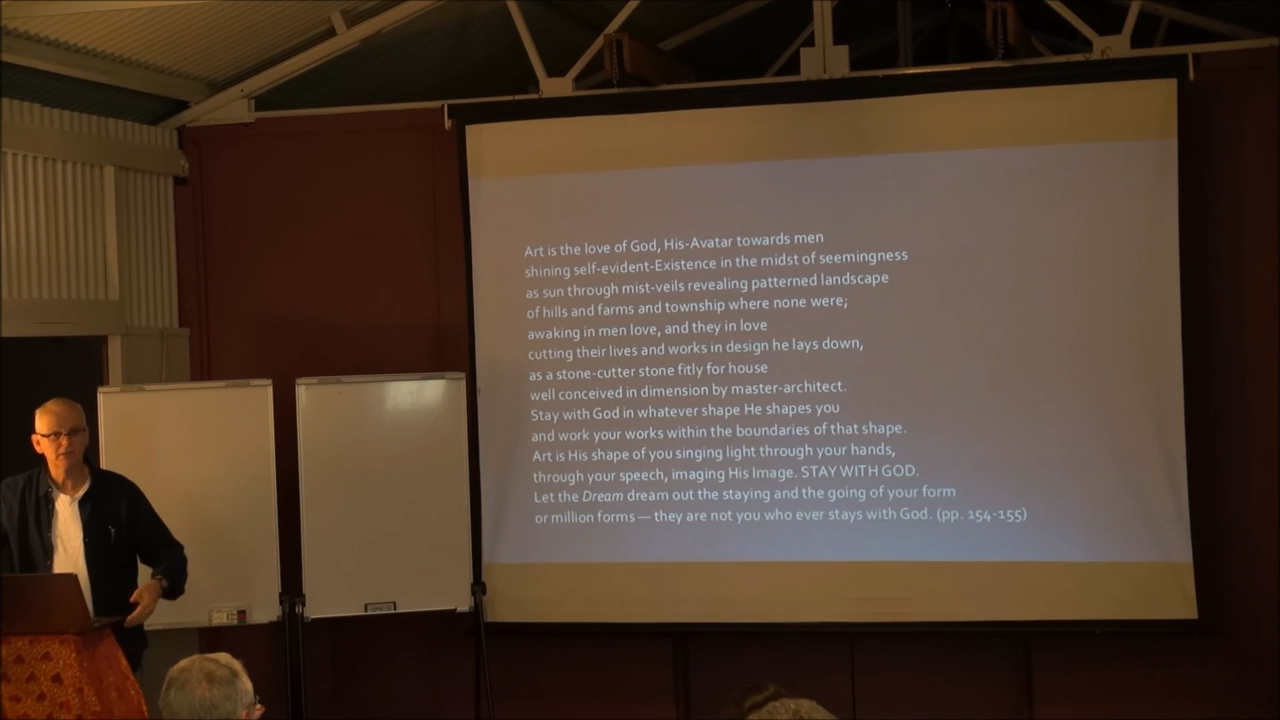 Art is the love of God, His-Avatar towards men
shining self-evident-Existence in the midst of seemingness
as sun through mist-veils revealing patterned landscape
of hills and farms and township where none were;
awaking in men love, and they in love
cutting their lives and works in design he lays down,
as a stone-cutter stone fitly for house
well conceived in dimension by master-architect.
Stay with God in whatever shape He shapes you
and work your works within the boundaries of that shape.
Art is His shape of you singing light through your hands,
through your speech, imaging His Image. STAY WITH GOD.
Let the Dream dream out the staying and the going of your form
or million forms — they are not you who ever stays with God. (pp. 154-155)